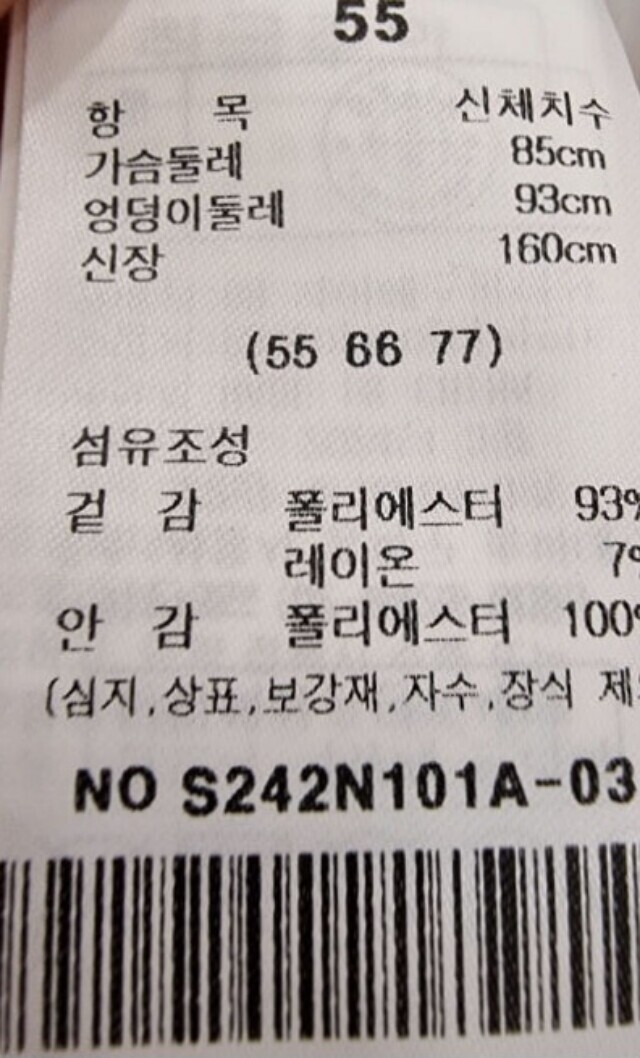 55
항 목 신체치수
가슴둘레 85cm
엉덩이둘레 93cm
신장 160cm
(55 66 77)
섬유조성
겉 감 폴리에스터 93%
레이온 7%
안 감 폴리에스터 100%
(심지,상표,보강재,자수,장식 제외
NO S242N101A-03